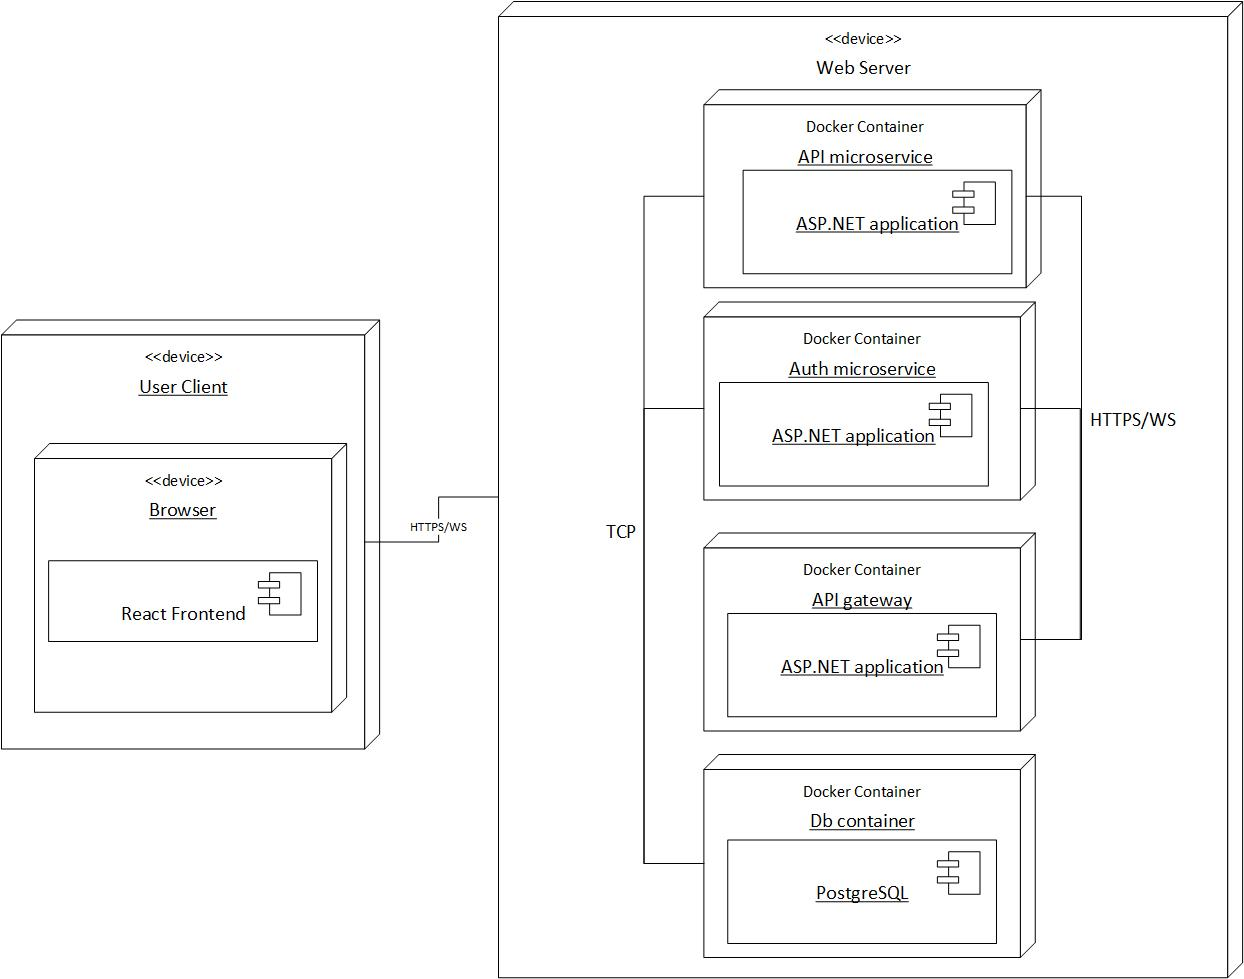 <<device>>
Web Server
Docker Container
API microservice
ASP.NET application
Docker Container
Auth microservice
ASP.NET application
HTTPS/WS
TCP
Docker Container
API gateway
ASP.NET application
Docker Container
Db container
PostgreSQL
<<device>>
User Client
<<device>>
Browser
React Frontend
HTTPS/WS